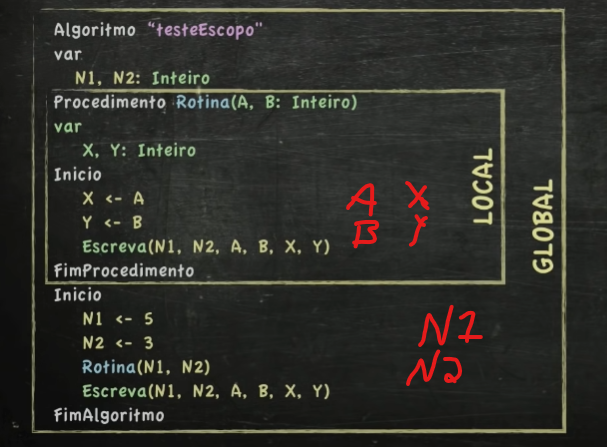 Algoritmo "testeEscopo"
var
N1, N2: Inteiro
Procedimento Rotina(A, B: Inteiro)
var
X, Y: Inteiro
Inicio
X <- A
Y <- B
Escreva(N1, N2, A, B, X, Y)
FimProcedimento
A X
B Y
LOCAL
GLOBAL
Inicio
N1 <- 5
N2 <- 3
Rotina(N1, N2)
Escreva(N1, N2, A, B, X, Y)
FimAlgoritmo
N1
N2